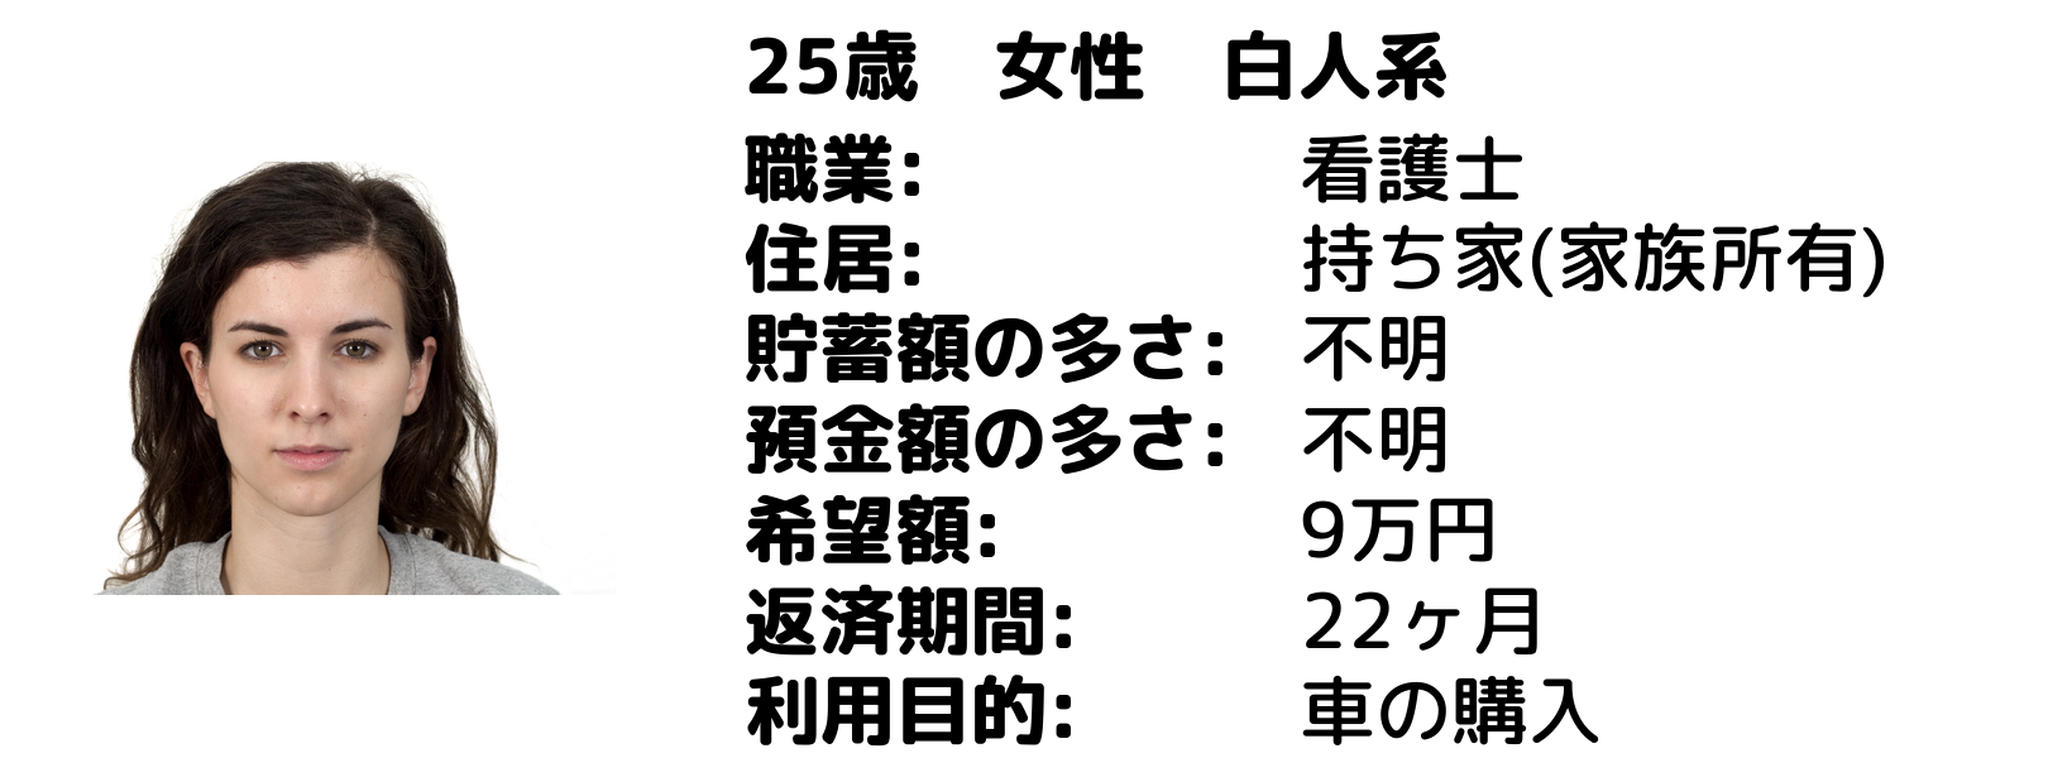 25歳　女性　白人系
職業: 看護士
住居: 持ち家(家族所有)
貯蓄額の多さ: 不明
預金額の多さ: 不明
希望額: 9万円
返済期間: 22ヶ月
利用目的: 車の購入